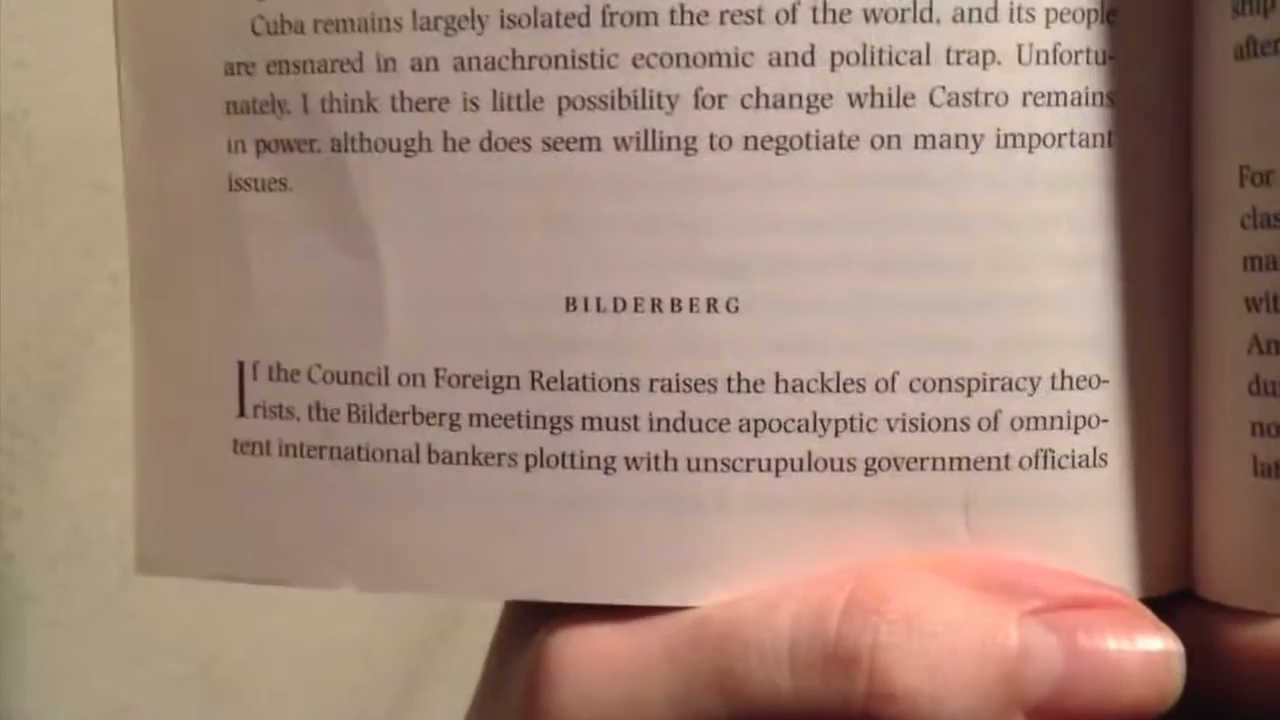 Cuba remains largely isolated from the rest of the world, and its people
are ensnared in an anachronistic economic and political trap. Unfortu-
nately, I think there is little possibility for change while Castro remains
in power, although he does seem willing to negotiate on many important
issues.
BILDERBERG
If the Council on Foreign Relations raises the hackles of conspiracy theo-
rists, the Bilderberg meetings must induce apocalyptic visions of omnipo-
tent international bankers plotting with unscrupulous government officials
after
For